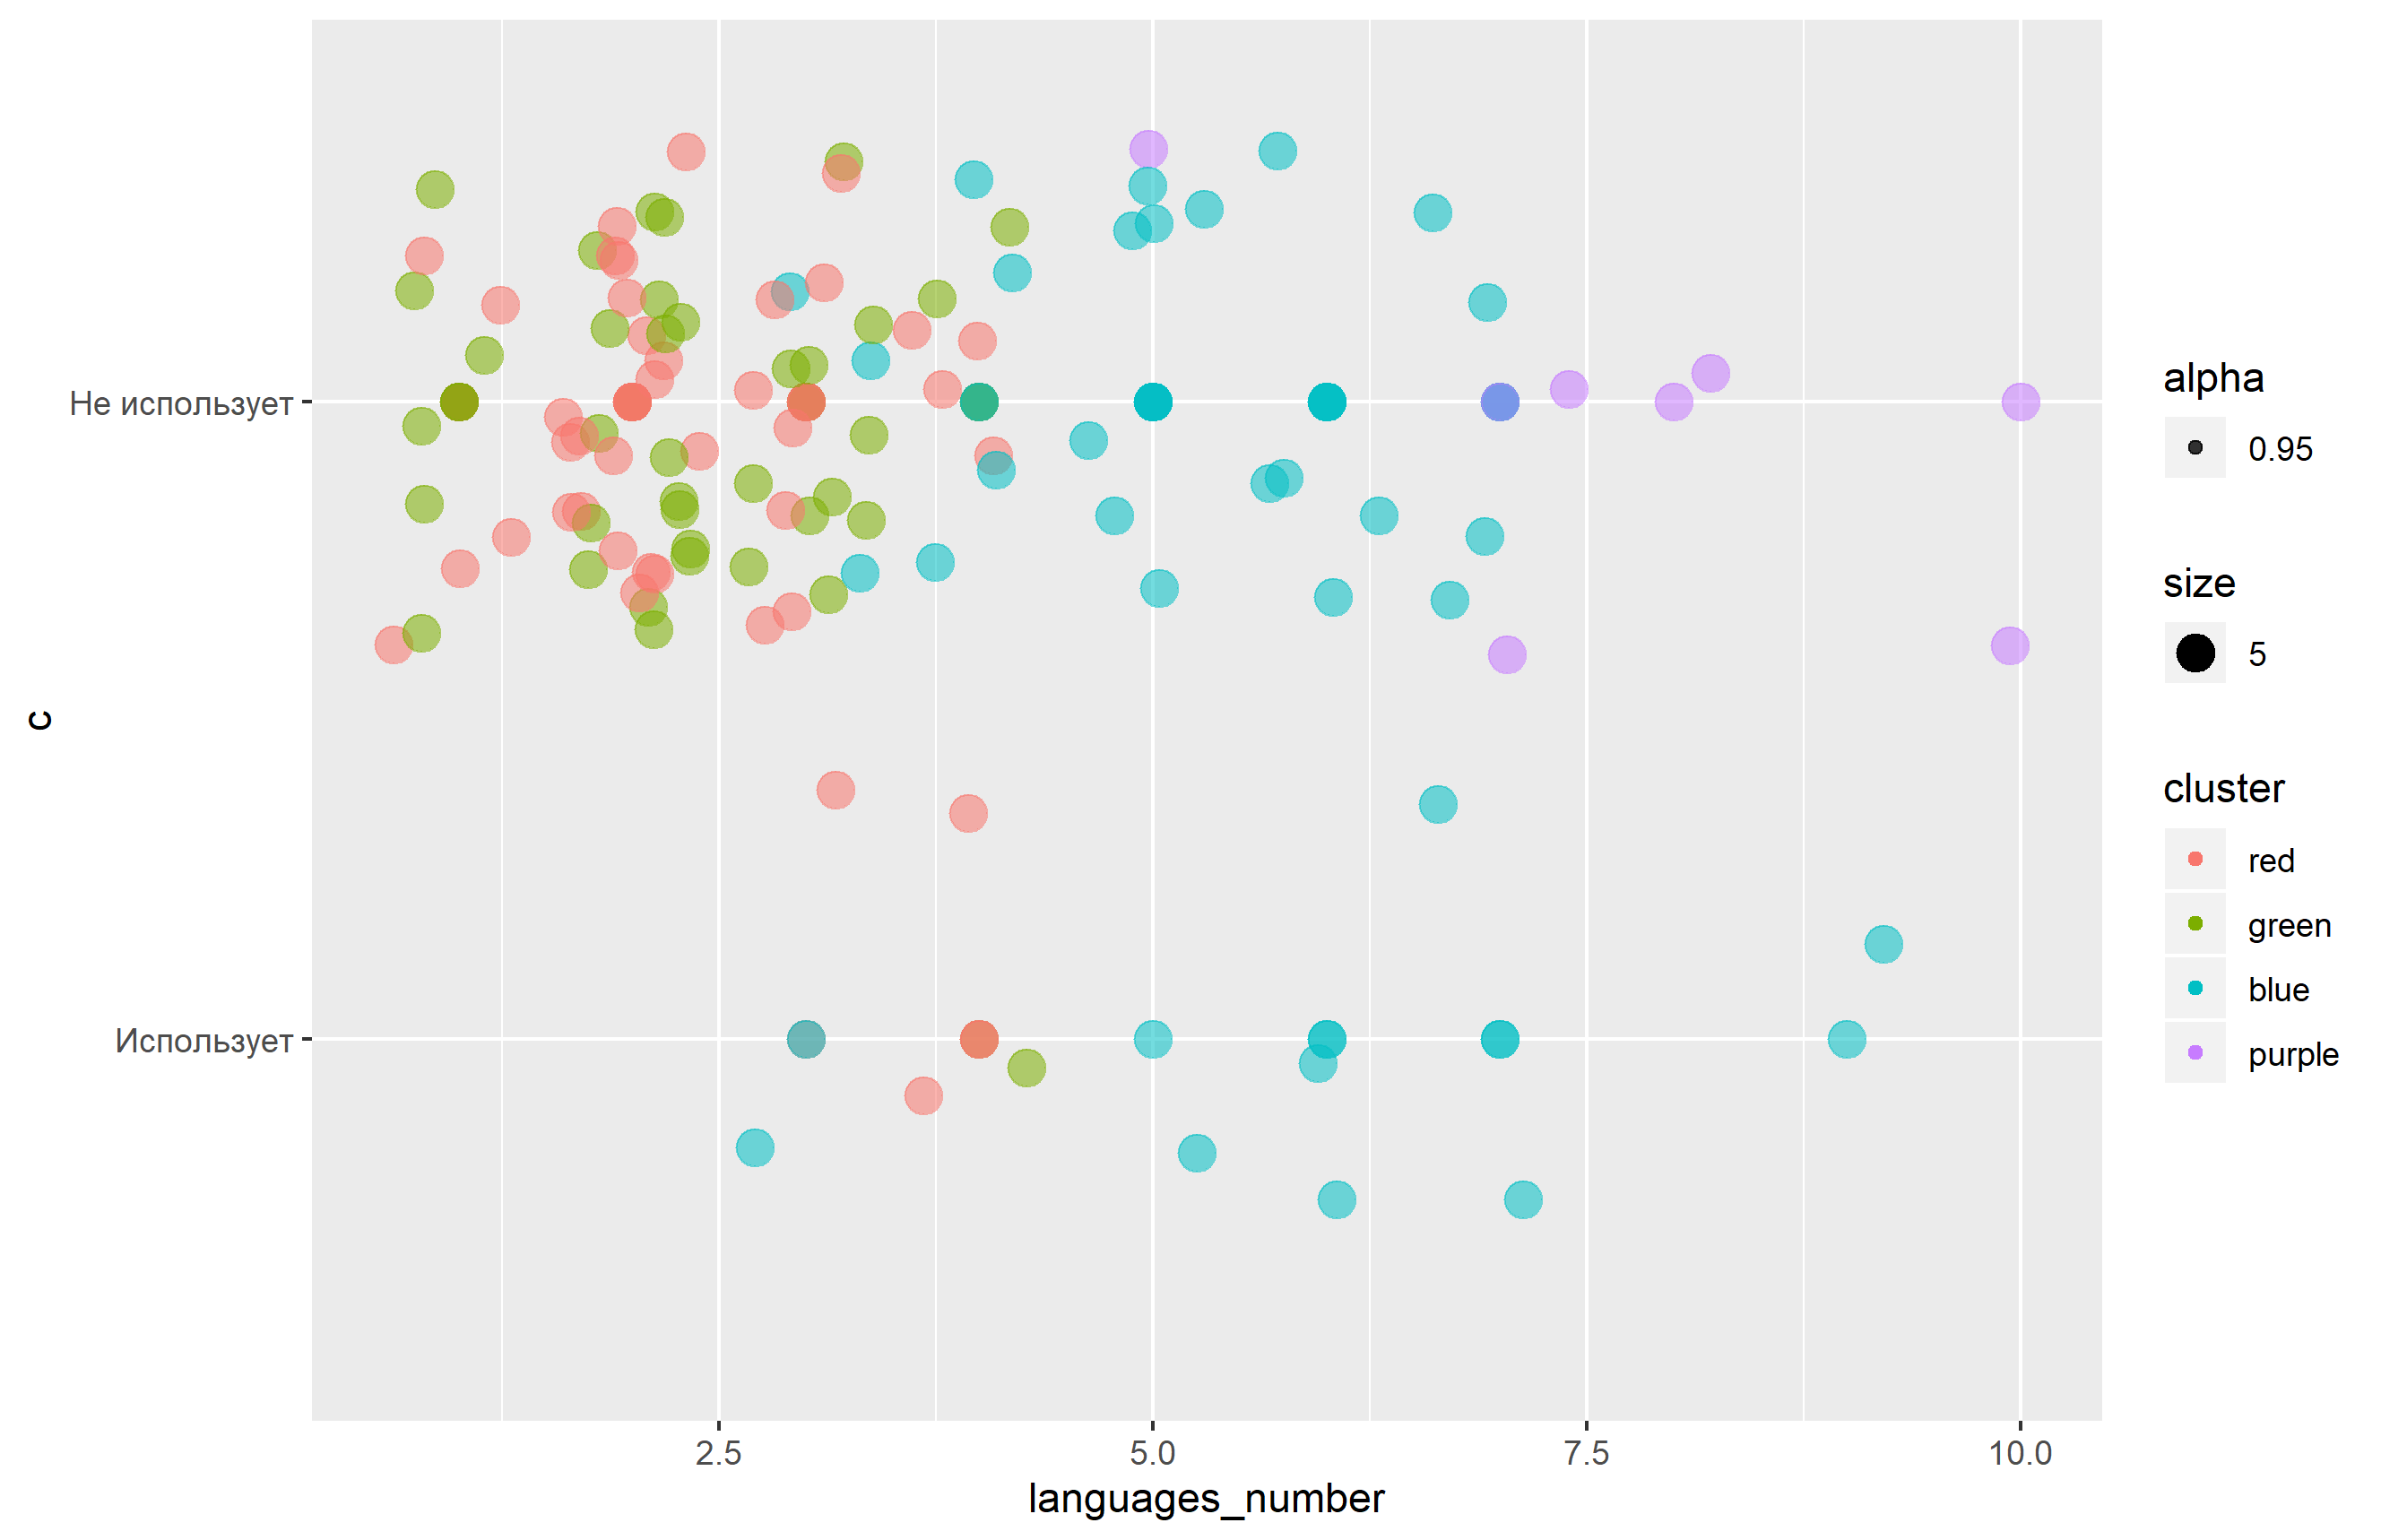 Не использует
c
Использует
2.5
5.0
7.5
10.0
languages_number
alpha
0.95
size
5
cluster
red
green
blue
purple